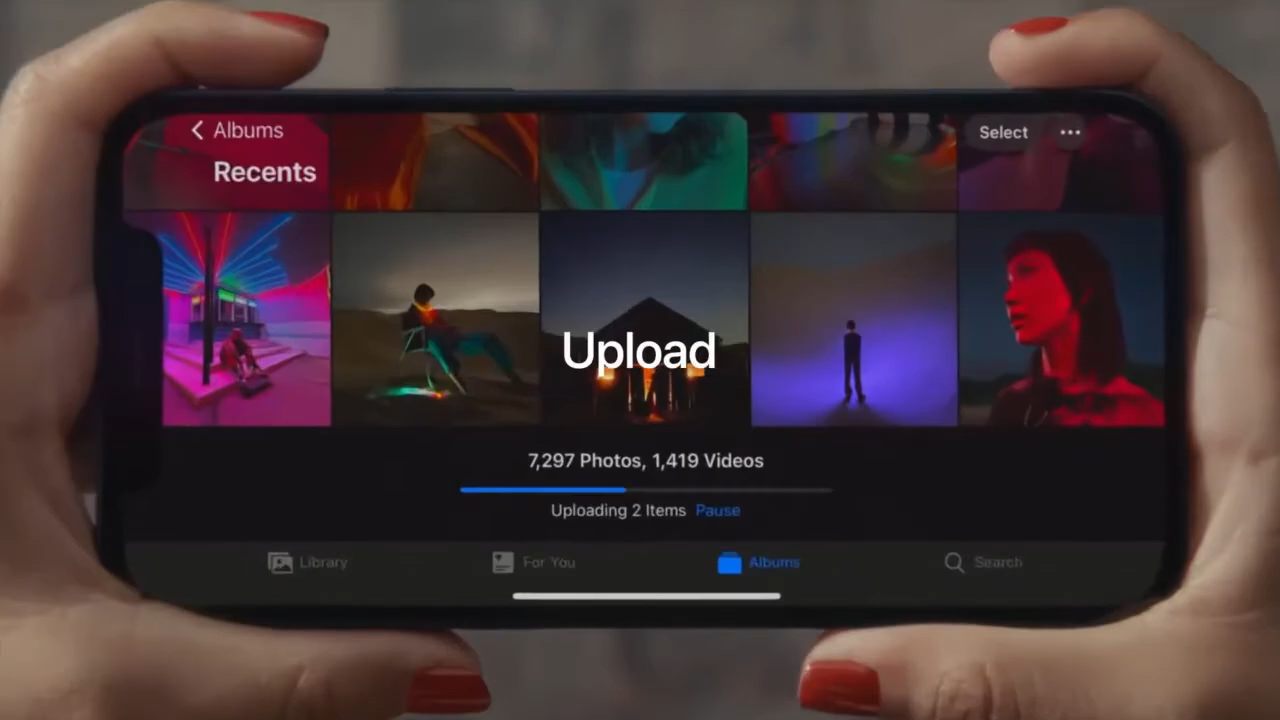 Albums
Select
Recents
Upload
7,297 Photos, 1,419 Videos
Uploading 2 Items Pause
Library
For You
Albums
Search